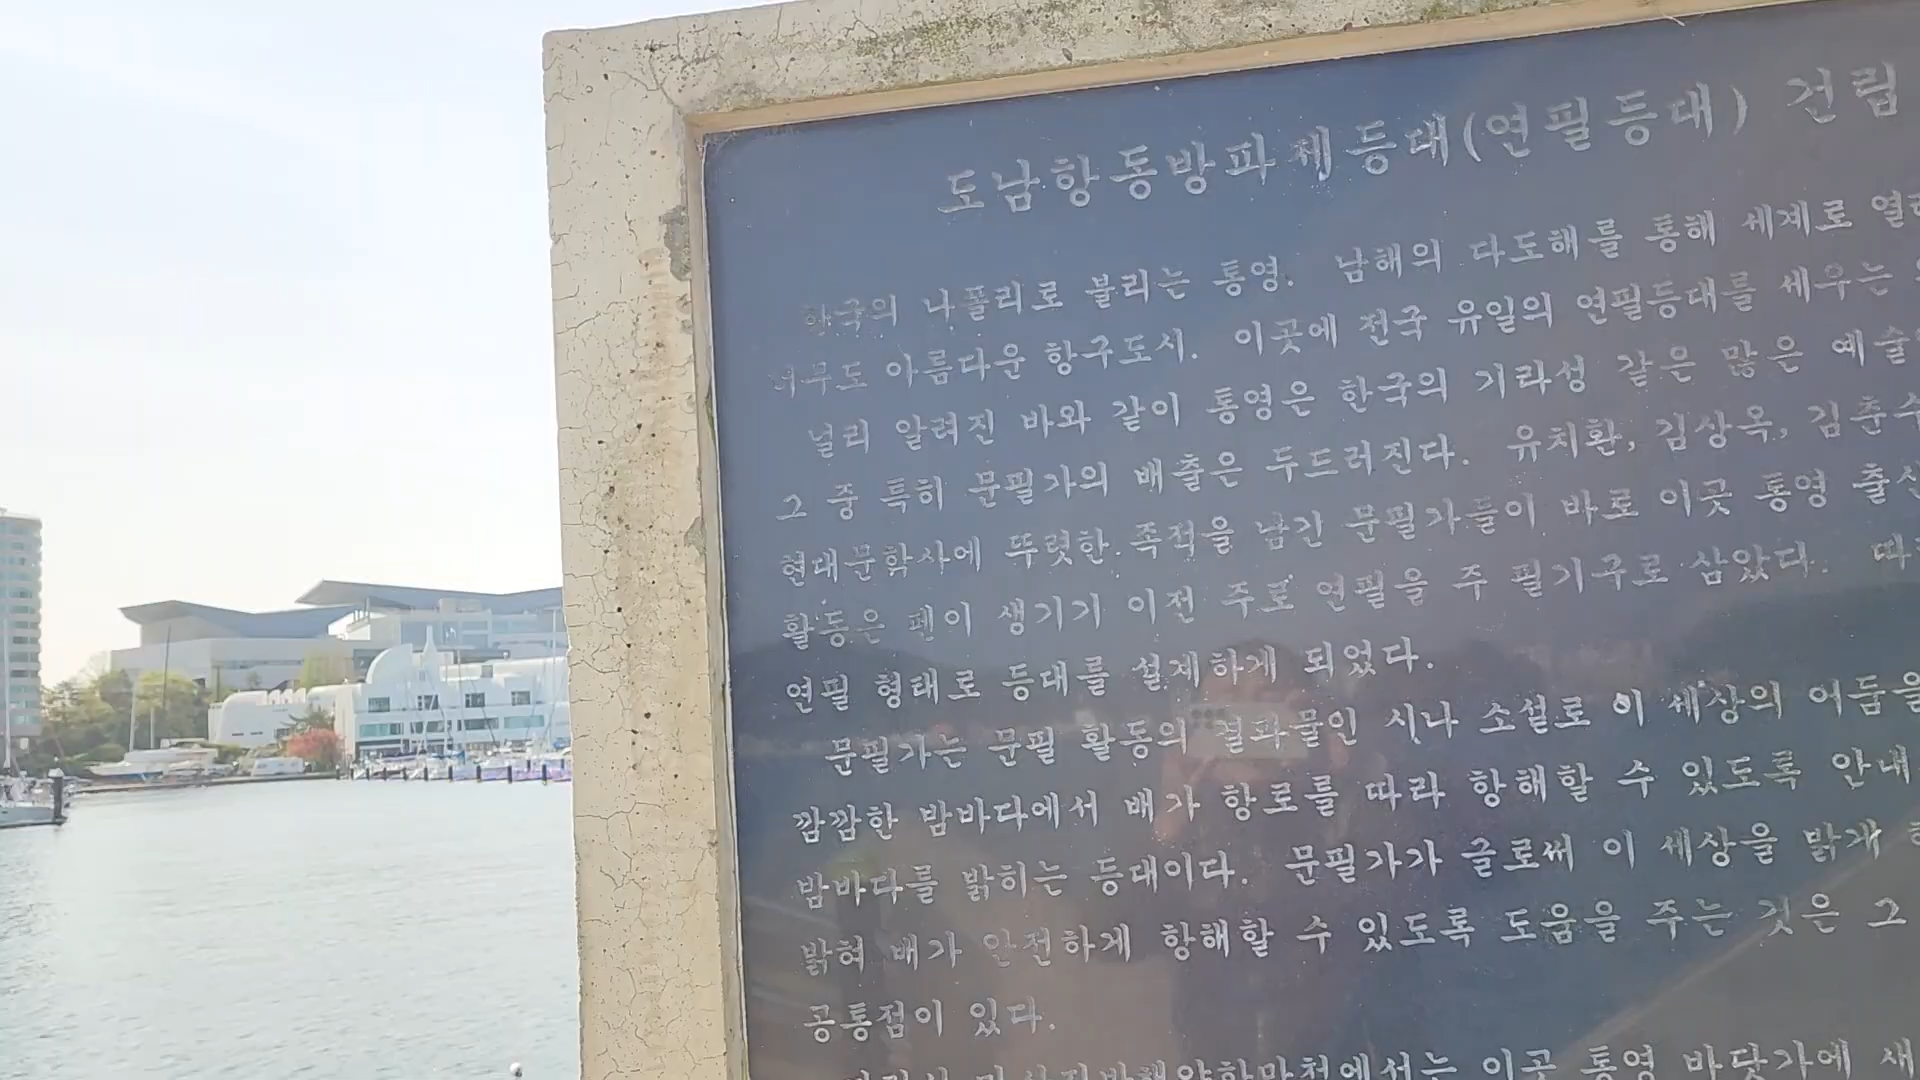 도남항동방파제등대(연필등대) 건립
한국의 나폴리로 불리는 통영. 남해의 다도해를 통해 세계로
너무도 아름다운 항구도시. 이곳에 전국 유일의 연필등대를 세우는
널리 알려진 바와 같이 통영은 한국의 기라성 같은 많은 예술
그 중 특히 문필가의 배출은 두드러진다. 유치환, 김상옥, 김춘수
현대문학사에 뚜렷한 족적을 남긴 문필가들이 바로 이곳 통영 출신
활동은 펜이 생기기 이전 주로 연필을 주 필기구로 삼았다.
연필 형태로 등대를 설계하게 되었다.
문필가는 문필 활동의 결과물인 시나 소설로 이 세상의 어둠을
깜깜한 밤바다에서 배가 항로를 따라 항해할 수 있도록 안내
밤바다를 밝히는 등대이다. 문필가가 글로써 이 세상을 밝게
밝혀 배가 안전하게 항해할 수 있도록 도움을 주는 것은 그
공통점이 있다.
이곳 통영 바닷가에 새